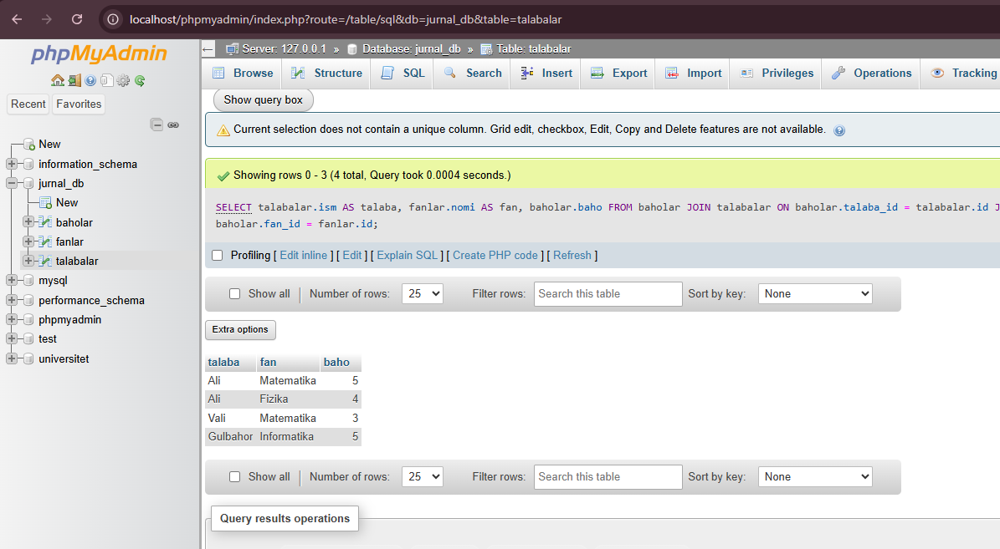 localhost/phpmyadmin/index.php?route=/table/sql&db=jurnal_db&table=talabalar
phpMyAdmin
Recent Favorites
New
information_schema
jurnal_db
New
baholar
fanlar
talabalar
mysql
performance_schema
phpmyadmin
test
universitet
Server: 127.0.0.1 » Database: jurnal_db » Table: talabalar
Browse Structure SQL Search Insert Export Import Privileges Operations Tracking
Show query box
Current selection does not contain a unique column. Grid edit, checkbox, Edit, Copy and Delete features are not available.
Showing rows 0 - 3 (4 total, Query took 0.0004 seconds.)
SELECT talabalar.ism AS talaba, fanlar.nomi AS fan, baholar.baho FROM baholar JOIN talabalar ON baholar.talaba_id = talabalar.id J
baholar.fan_id = fanlar.id;
Profiling [ Edit inline ] [ Edit ] [ Explain SQL ] [ Create PHP code ] [ Refresh ]
Show all Number of rows: 25 Filter rows: Search this table Sort by key: None
Extra options
talaba fan baho
Ali Matematika 5
Ali Fizika 4
Vali Matematika 3
Gulbahor Informatika 5
Show all Number of rows: 25 Filter rows: Search this table Sort by key: None
Query results operations